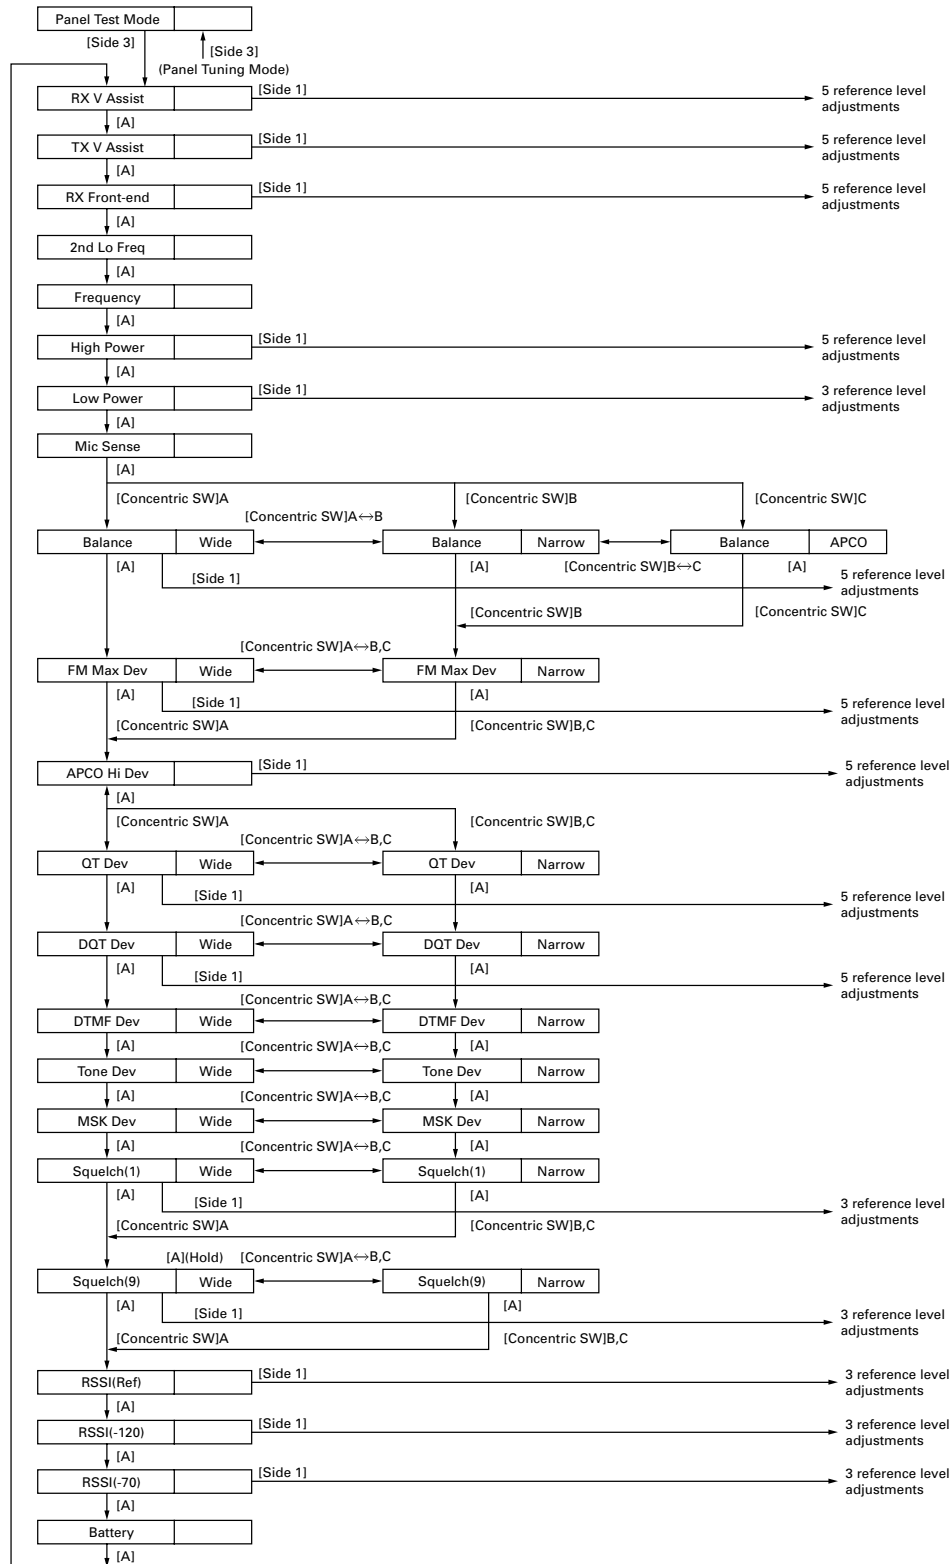 Panel Test Mode
[Side 3]
[Side 3]
(Panel Tuning Mode)
RX V Assist
[Side 1]
5 reference level
adjustments
[A]
TX V Assist
[Side 1]
5 reference level
adjustments
[A]
RX Front-end
[Side 1]
5 reference level
adjustments
[A]
2nd Lo Freq
[A]
Frequency
[A]
High Power
[Side 1]
5 reference level
adjustments
[A]
Low Power
[Side 1]
3 reference level
adjustments
[A]
Mic Sense
[A]
[Concentric SW]A
[Concentric SW]B
[Concentric SW]C
[Concentric SW]A↔B
Balance Wide
Balance Narrow
Balance APCO
[A]
[A]
[Concentric SW]B↔C
[A]
[Side 1]
5 reference level
adjustments
[Concentric SW]B
[Concentric SW]C
[Concentric SW]A↔B,C
FM Max Dev Wide
FM Max Dev Narrow
[A]
[A]
[Side 1]
5 reference level
adjustments
[Concentric SW]A
[Concentric SW]B,C
APCO Hi Dev
[Side 1]
5 reference level
adjustments
[A]
[Concentric SW]A
[Concentric SW]B,C
[Concentric SW]A↔B,C
QT Dev Wide
QT Dev Narrow
[A]
[A]
[Side 1]
5 reference level
adjustments
[Concentric SW]A↔B,C
DQT Dev Wide
DQT Dev Narrow
[A]
[A]
[Side 1]
5 reference level
adjustments
[Concentric SW]A↔B,C
DTMF Dev Wide
DTMF Dev Narrow
[A]
[Concentric SW]A↔B,C
[A]
Tone Dev Wide
Tone Dev Narrow
[A]
[Concentric SW]A↔B,C
[A]
MSK Dev Wide
MSK Dev Narrow
[A]
[Concentric SW]A↔B,C
[A]
Squelch(1) Wide
Squelch(1) Narrow
[A]
[A]
[Side 1]
3 reference level
adjustments
[Concentric SW]A
[Concentric SW]B,C
[A](Hold)
[Concentric SW]A↔B,C
Squelch(9) Wide
Squelch(9) Narrow
[A]
[A]
[Side 1]
3 reference level
adjustments
[Concentric SW]A
[Concentric SW]B,C
RSSI(Ref)
[Side 1]
3 reference level
adjustments
[A]
RSSI(-120)
[Side 1]
3 reference level
adjustments
[A]
RSSI(-70)
[Side 1]
3 reference level
adjustments
[A]
Battery
[A]